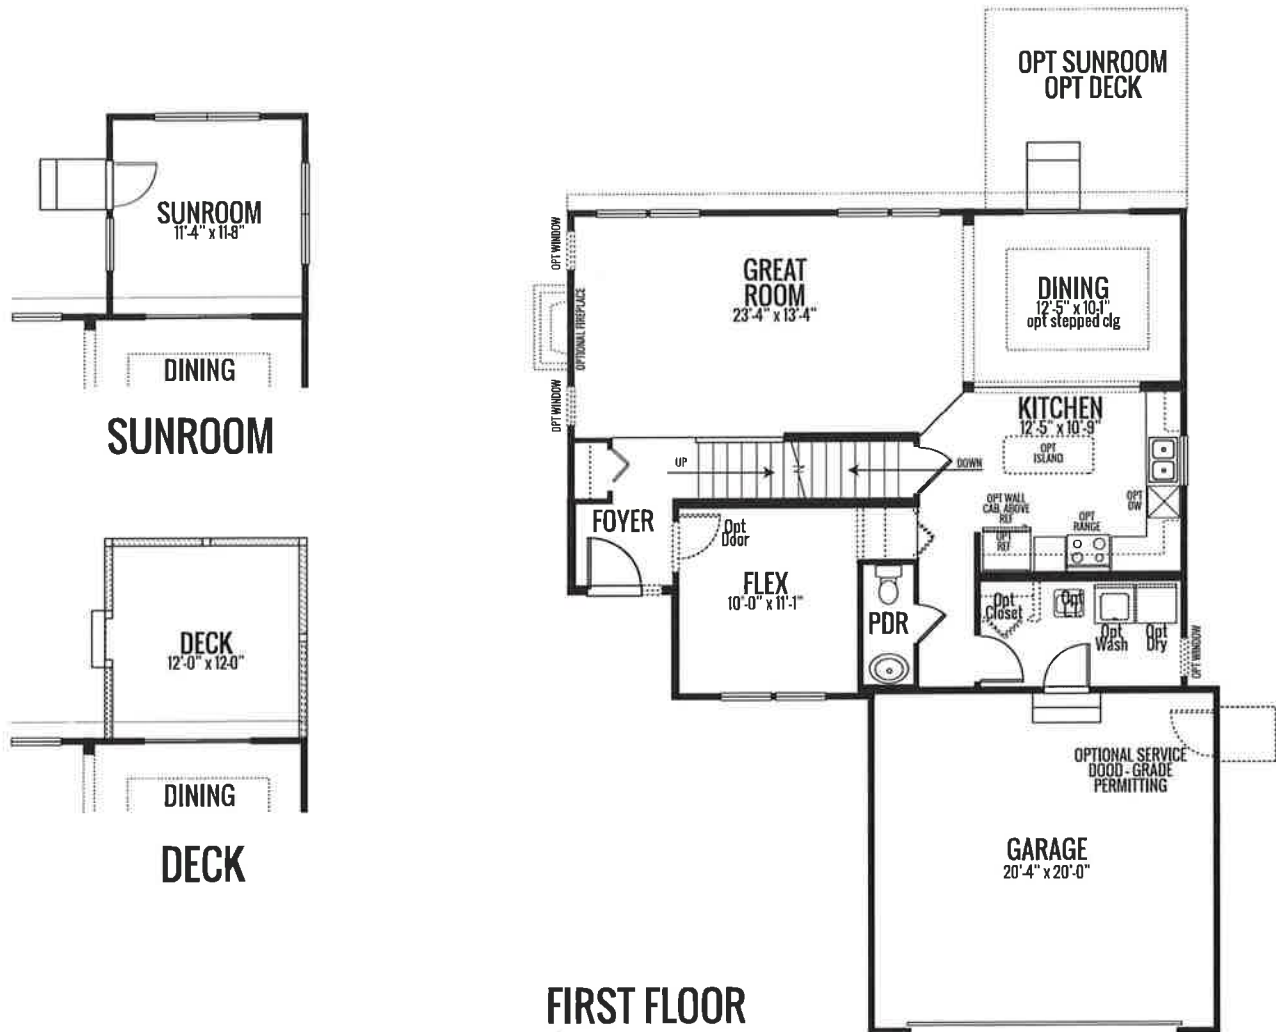 SUNROOM
11'-4" x 11-8"
DINING
SUNROOM
DECK
12'-0" x 12-0"
DINING
DECK
OPT SUNROOM
OPT DECK
OPT WINDOW
OPTIONAL FIREPLACE
OPT WINDOW
GREAT
ROOM
23'-4" x 13'-4"
DINING
12'-5" x 10-1"
opt stepped clg
KITCHEN
12'-5" x 10'-9"
OPT
ISLAND
UP
DOWN
OPT WALL
CAB, ABOVE
REF
OPT
REF
OPT
RANGE
OPT
DW
FOYER
Opt
Door
FLEX
10'-0" x 11'-1"
PDR
Opt
Closet
Opt
L.T.
Opt
Wash
Opt
Dry
OPT WINDOW
OPTIONAL SERVICE
DOOD - GRADE
PERMITTING
GARAGE
20'-4" x 20'-0"
FIRST FLOOR